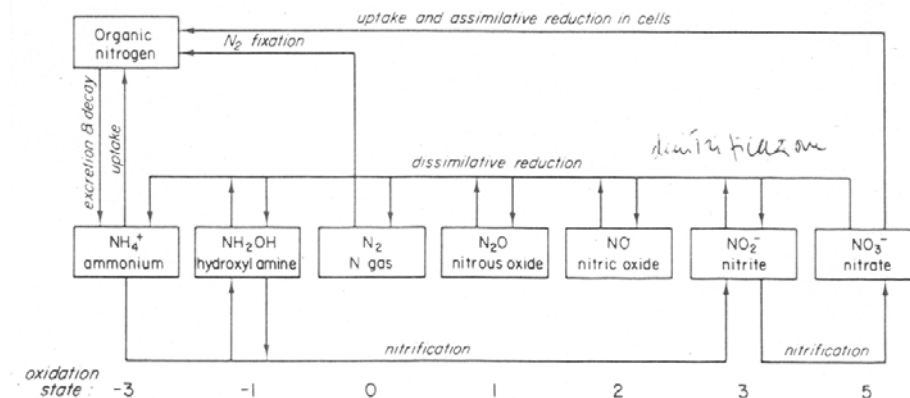 uptake and assimilative reduction in cells
Organic
nitrogen
N₂ fixation
excretion & decay
uptake
denitrificazione
dissimilative reduction
NH₄⁺
ammonium
NH₂OH
hydroxyl amine
N₂
N gas
N₂O
nitrous oxide
NO
nitric oxide
NO₂⁻
nitrite
NO₃⁻
nitrate
nitrification
nitrification
oxidation
state :
-3
-1
0
1
2
3
5